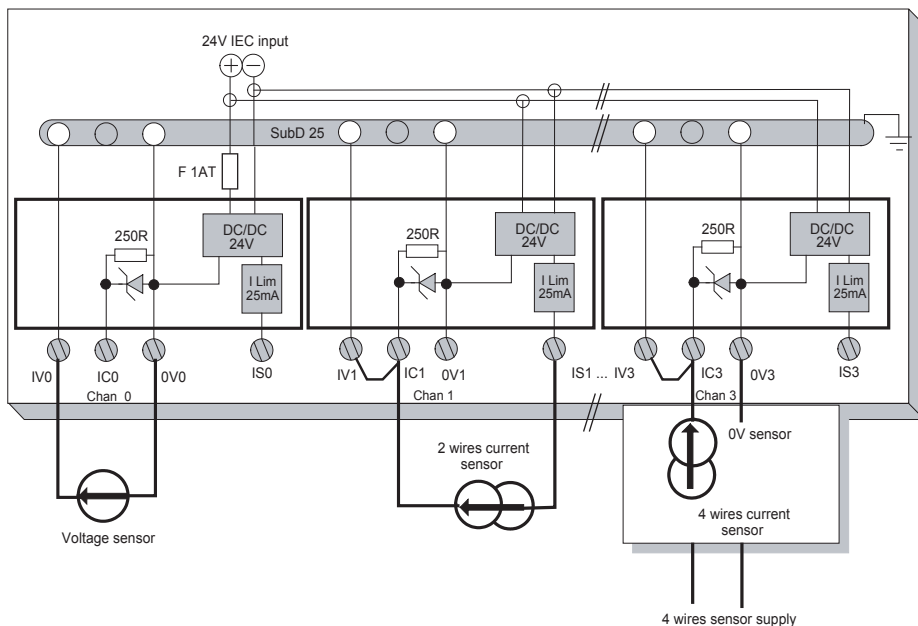 24V IEC input
+ −
SubD 25
F 1AT
250R
DC/DC
24V
I Lim
25mA
250R
DC/DC
24V
I Lim
25mA
250R
DC/DC
24V
I Lim
25mA
IV0 IC0 0V0 IS0
Chan 0
IV1 IC1 0V1 IS1 ...
Chan 1
IV3 IC3 0V3 IS3
Chan 3
Voltage sensor
2 wires current
sensor
0V sensor
4 wires current
sensor
4 wires sensor supply